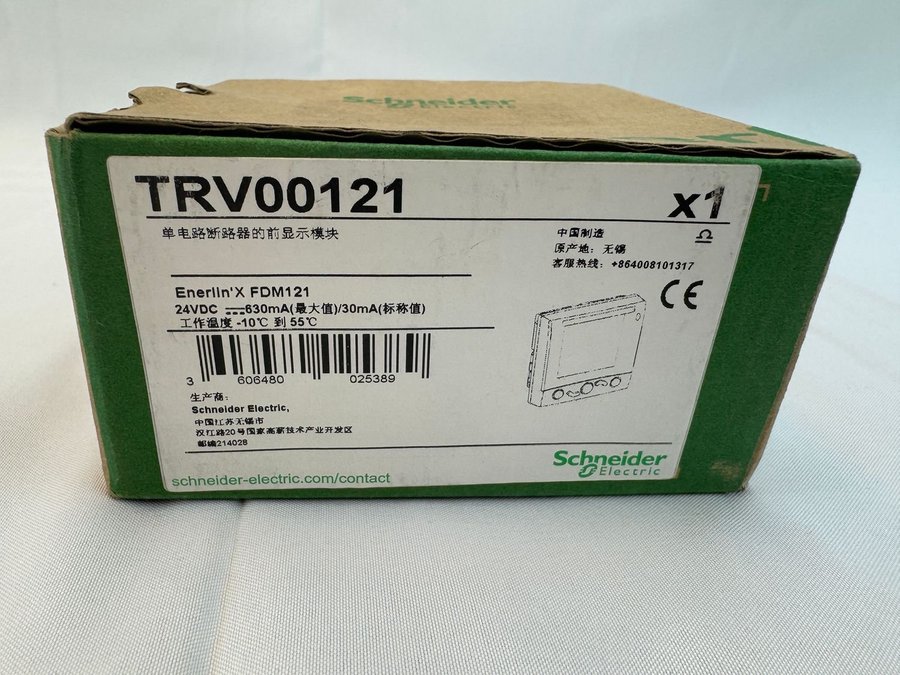 Schneider
Electric
TRV00121
x1
单电路断路器的前显示模块
中国制造
原产地：无锡
客服热线：+864008101317
Enerlin'X FDM121
24VDC ⎓630mA(最大值)/30mA(标称值)
工作温度 -10℃ 到 55℃
CE
3 606480 025389
生产商：
Schneider Electric,
中国江苏无锡市
汉江路20号国家高新技术产业开发区
邮编214028
schneider-electric.com/contact
Schneider
Electric